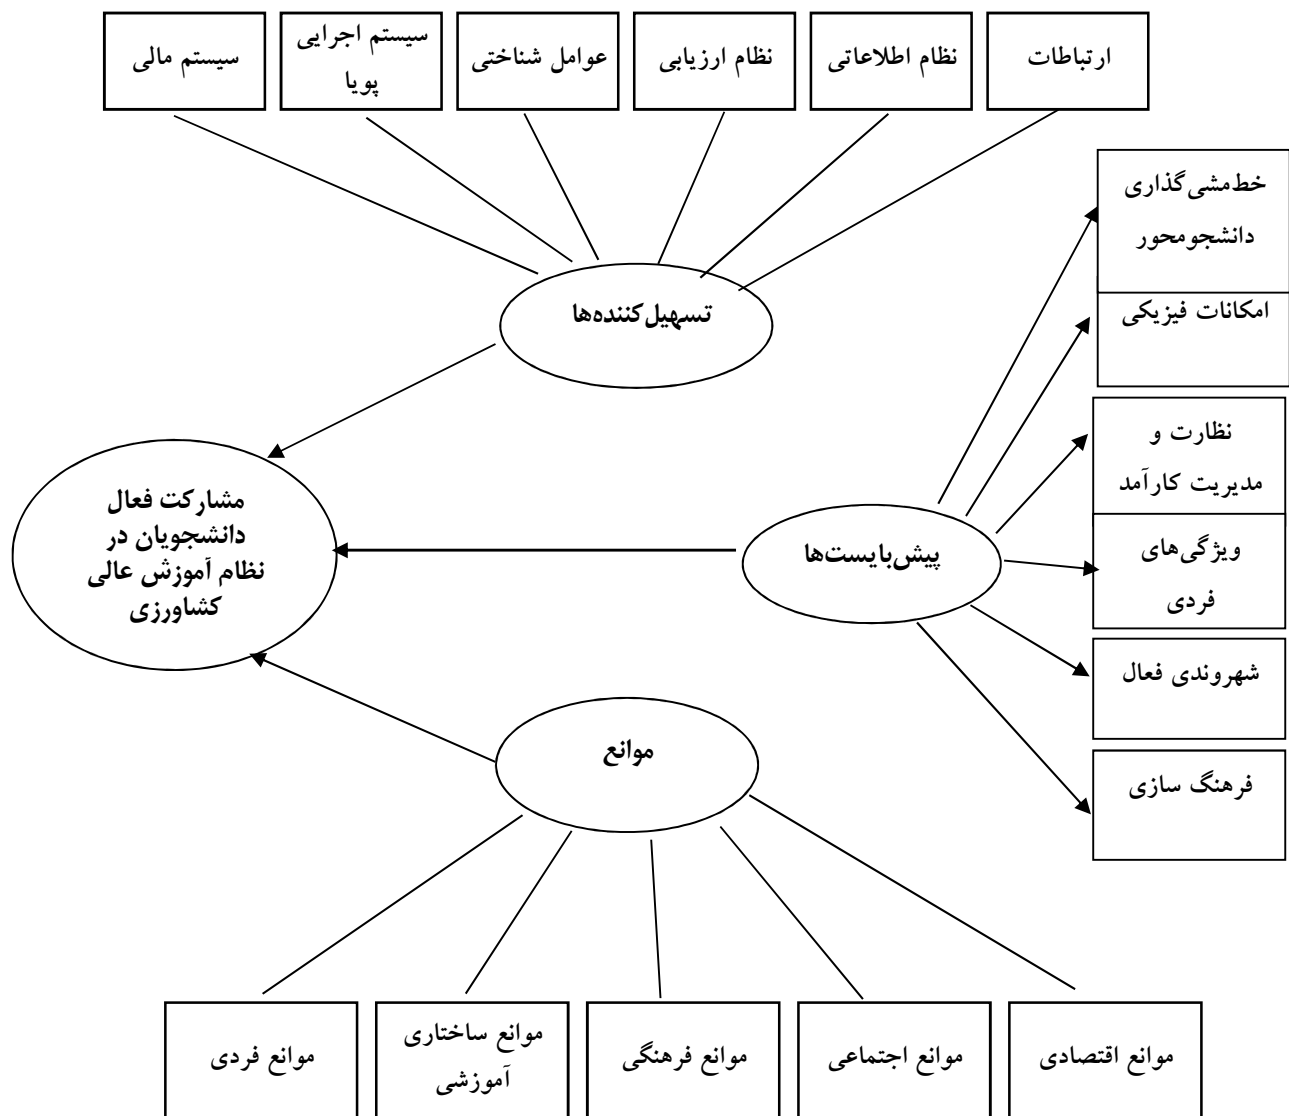 ارتباطات
نظام اطلاعاتی
نظام ارزیابی
عوامل شناختی
سیستم اجرایی
پویا
سیستم مالی
خط‌مشی‌گذاری
دانشجومحور
امکانات فیزیکی
تسهیل‌کننده‌ها
نظارت و
مدیریت کارآمد
ویژگی‌های
فردی
پیش‌بایست‌ها
مشارکت فعال
دانشجویان در
نظام آموزش عالی
کشاورزی
شهروندی فعال
فرهنگ سازی
موانع
موانع اقتصادی
موانع اجتماعی
موانع فرهنگی
موانع ساختاری
آموزشی
موانع فردی